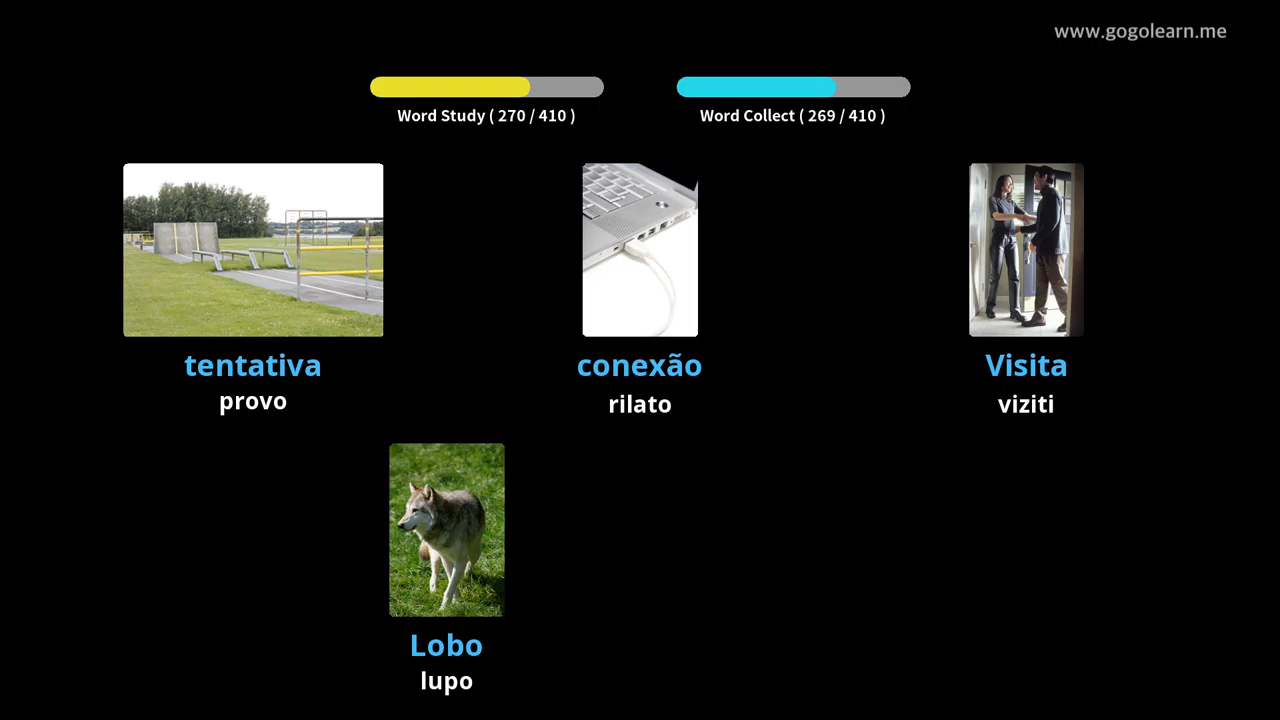 www.gogolearn.me
Word Study ( 270 / 410 )
Word Collect ( 269 / 410 )
tentativa
provo
conexão
rilato
Visita
viziti
Lobo
lupo